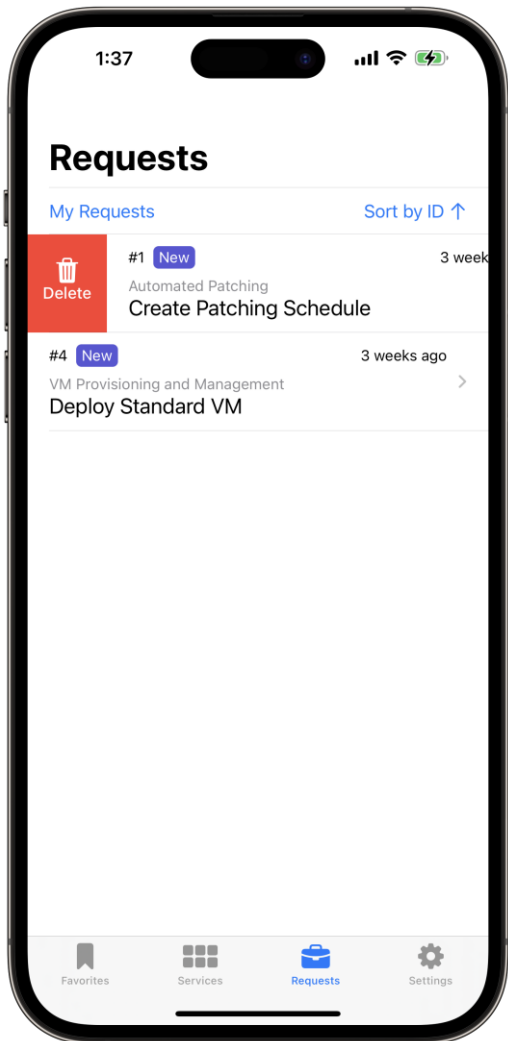 1:37
Requests
My Requests Sort by ID ↑
#1 New 3 week
Delete
Automated Patching
Create Patching Schedule
#4 New 3 weeks ago
VM Provisioning and Management
Deploy Standard VM
Favorites Services Requests Settings